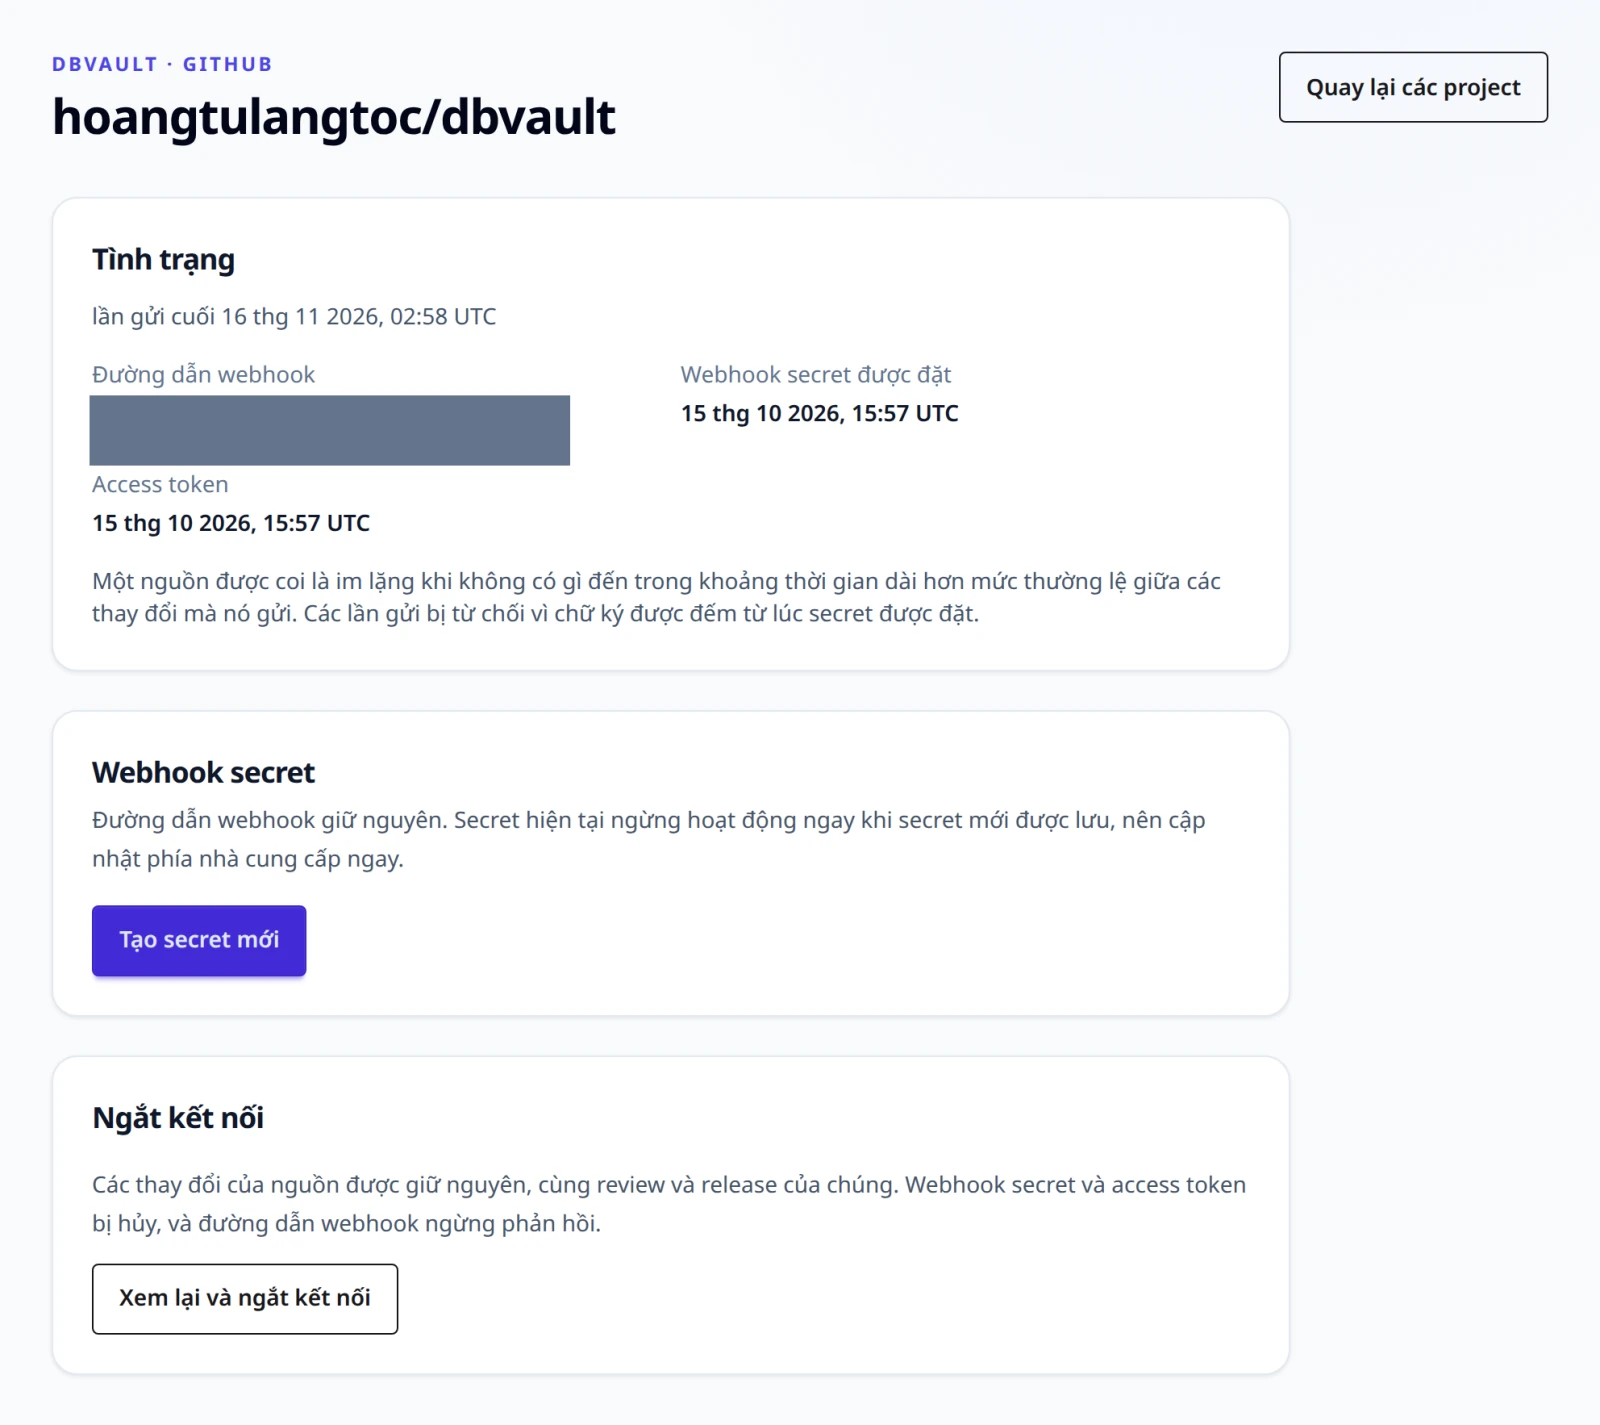 DBVAULT · GITHUB
hoangtulangtoc/dbvault
Quay lại các project
Tình trạng
lần gửi cuối 16 thg 11 2026, 02:58 UTC
Đường dẫn webhook
Webhook secret được đặt
15 thg 10 2026, 15:57 UTC
Access token
15 thg 10 2026, 15:57 UTC
Một nguồn được coi là im lặng khi không có gì đến trong khoảng thời gian dài hơn mức thường lệ giữa các
thay đổi mà nó gửi. Các lần gửi bị từ chối vì chữ ký được đếm từ lúc secret được đặt.
Webhook secret
Đường dẫn webhook giữ nguyên. Secret hiện tại ngừng hoạt động ngay khi secret mới được lưu, nên cập
nhật phía nhà cung cấp ngay.
Tạo secret mới
Ngắt kết nối
Các thay đổi của nguồn được giữ nguyên, cùng review và release của chúng. Webhook secret và access token
bị hủy, và đường dẫn webhook ngừng phản hồi.
Xem lại và ngắt kết nối